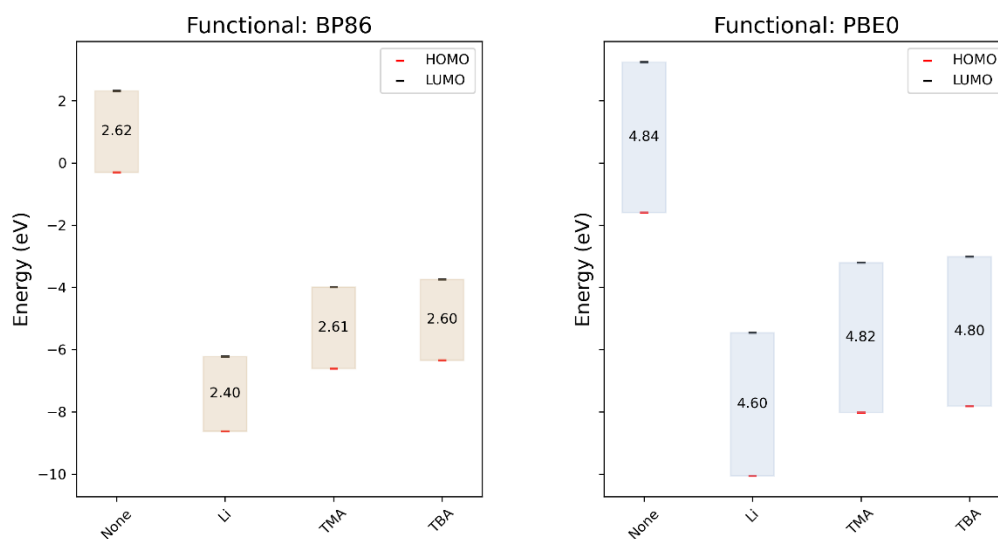 Functional: BP86
HOMO
LUMO
Energy (eV)
2
0
−2
−4
−6
−8
−10
2.62
2.40
2.61
2.60
None
Li
TMA
TBA
Functional: PBE0
HOMO
LUMO
Energy (eV)
4.84
4.60
4.82
4.80
None
Li
TMA
TBA